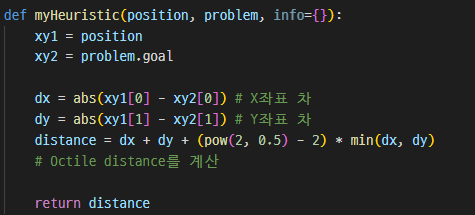 def myHeuristic(position, problem, info={}):
    xy1 = position
    xy2 = problem.goal

    dx = abs(xy1[0] - xy2[0]) # X좌표 차
    dy = abs(xy1[1] - xy2[1]) # Y좌표 차
    distance = dx + dy + (pow(2, 0.5) - 2) * min(dx, dy)
    # Octile distance를 계산

    return distance